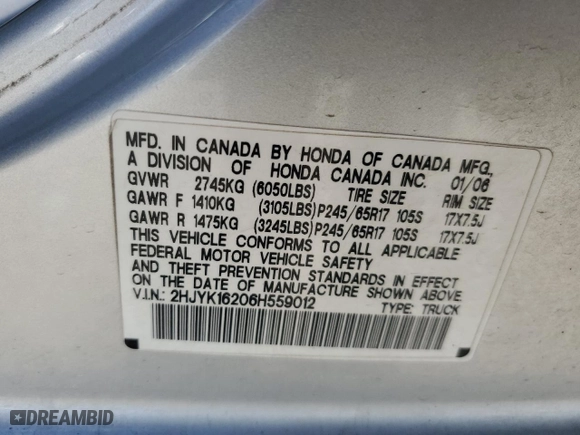 MFD. IN CANADA BY HONDA OF CANADA MFG.,
A DIVISION OF HONDA CANADA INC. 01/06
GVWR 2745KG (6050LBS) TIRE SIZE RIM SIZE
GAWR F 1410KG (3105LBS)P245/65R17 105S 17X7.5J
GAWR R 1475KG (3245LBS)P245/65R17 105S 17X7.5J
THIS VEHICLE CONFORMS TO ALL APPLICABLE
FEDERAL MOTOR VEHICLE SAFETY
AND THEFT PREVENTION STANDARDS IN EFFECT
ON THE DATE OF MANUFACTURE SHOWN ABOVE.
V.I.N.: 2HJYK16206H559012
TYPE: TRUCK
DREAMBID